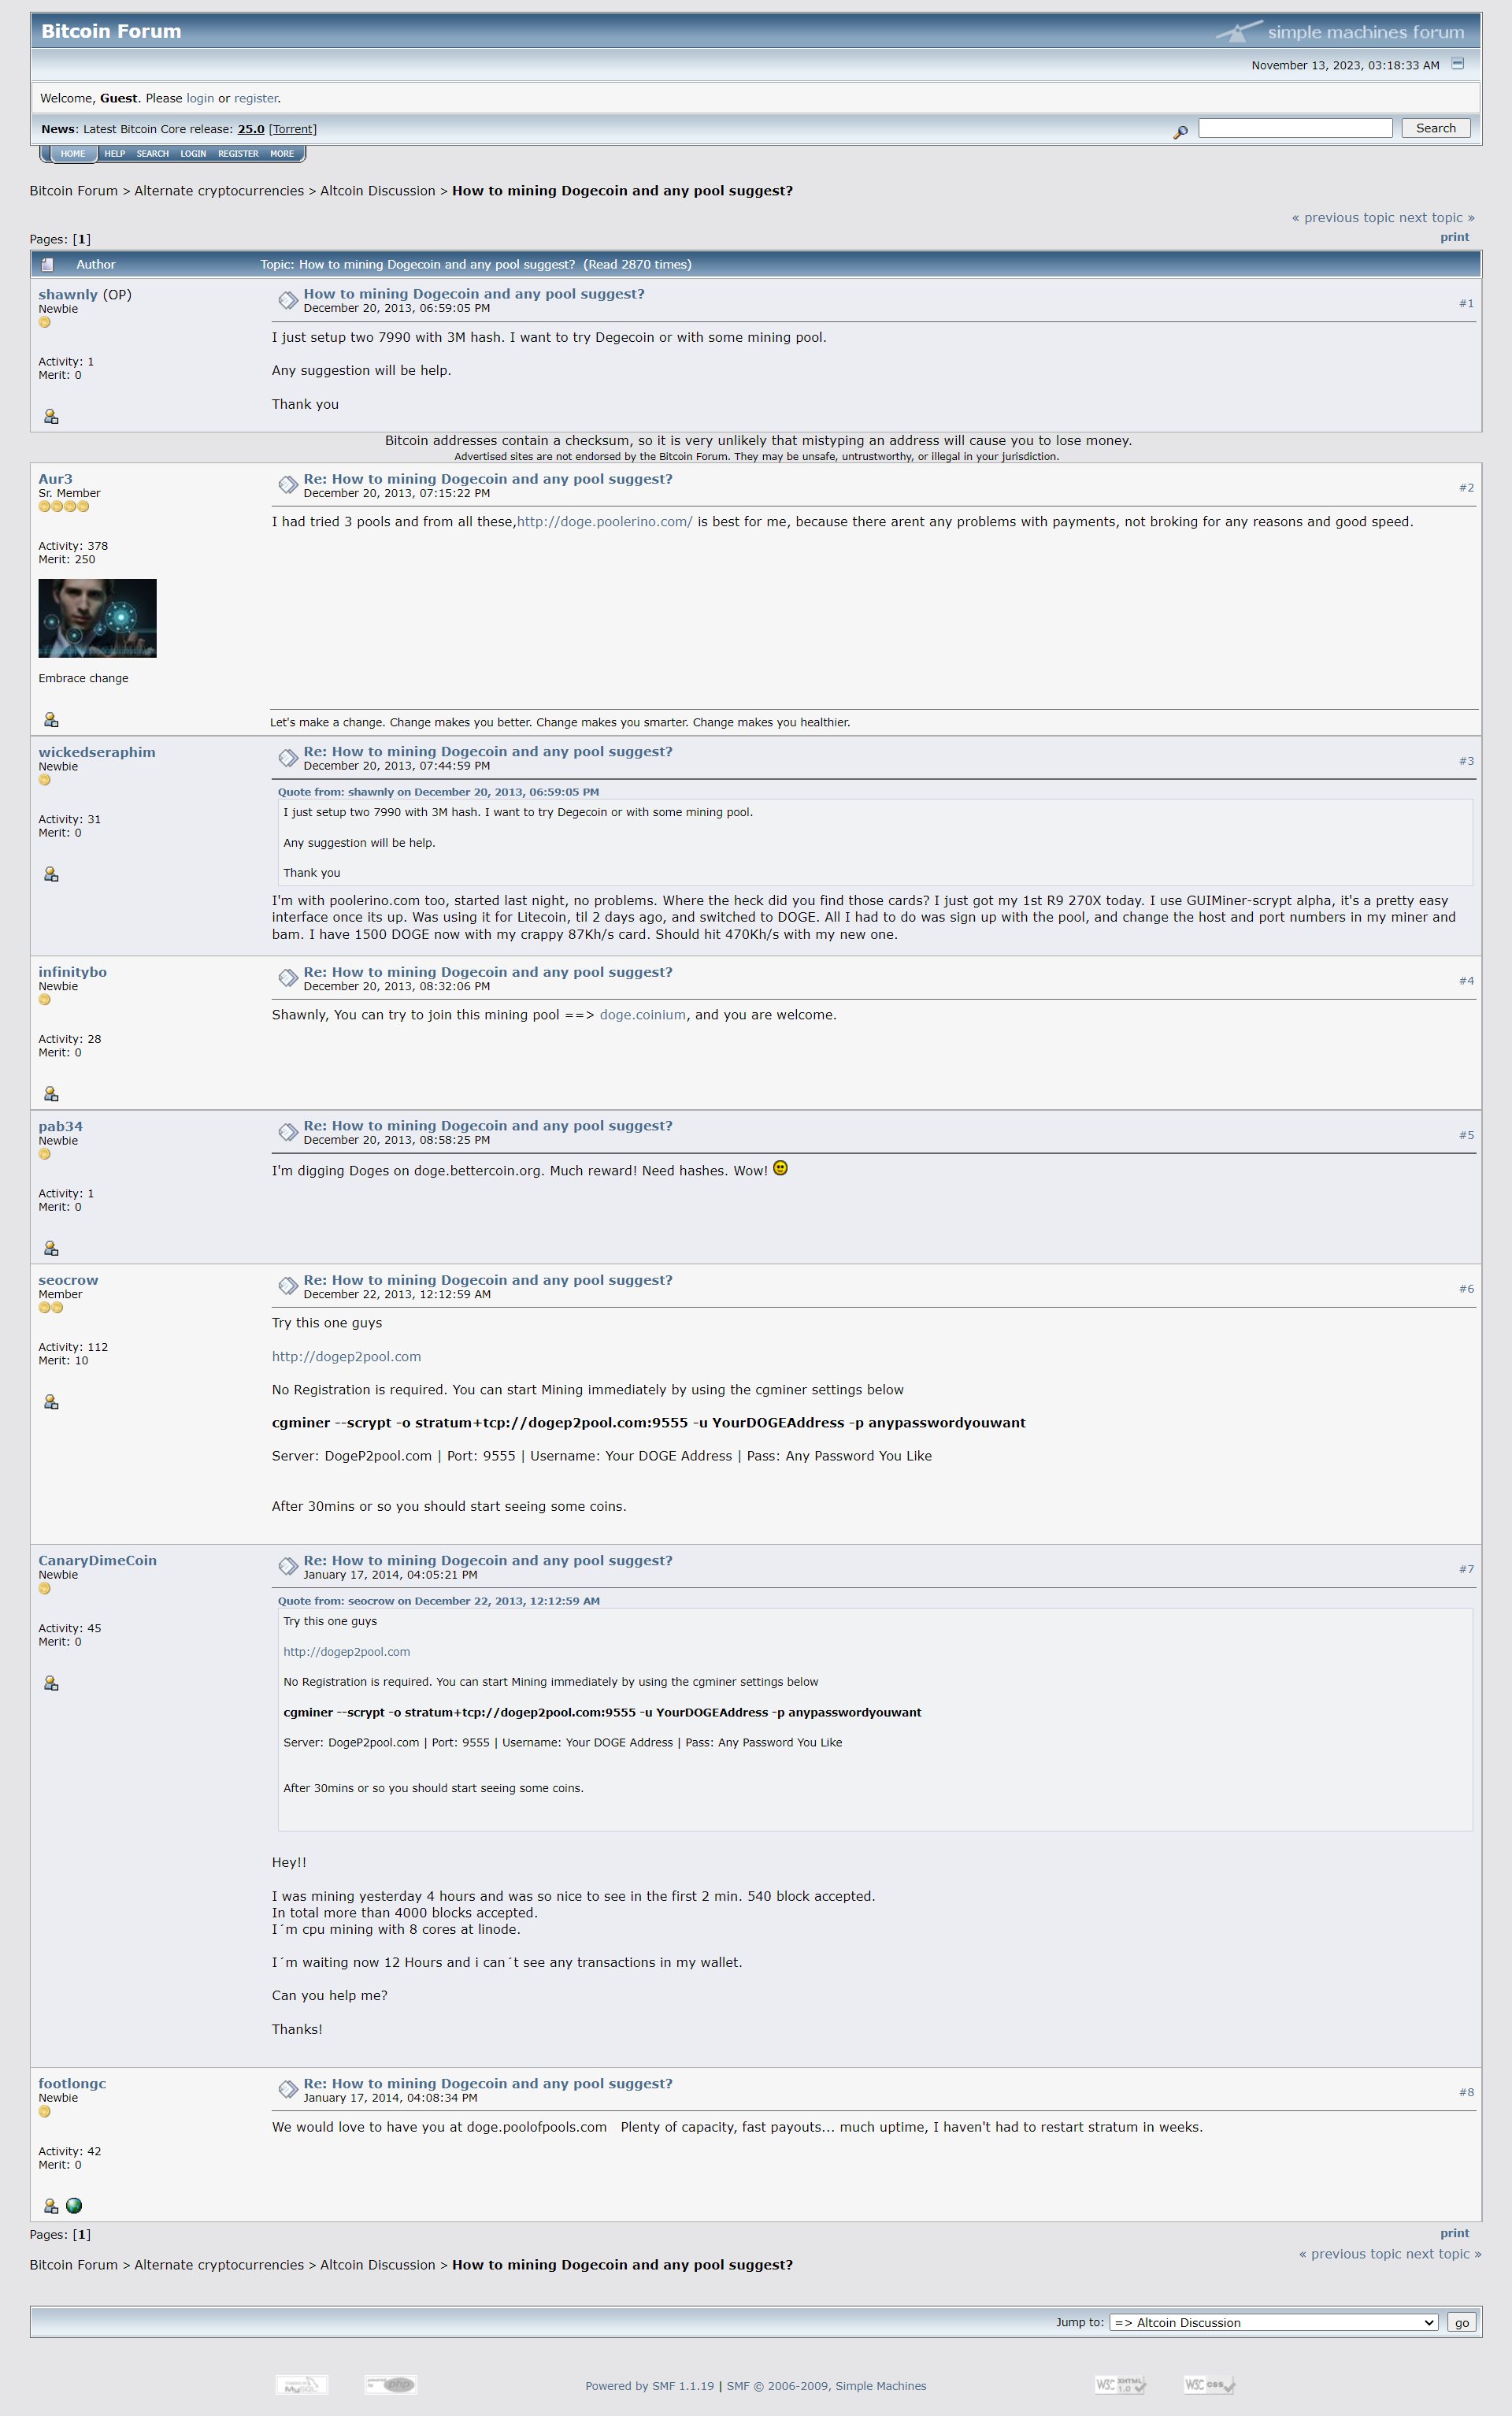 Bitcoin Forum
simple machines forum
November 13, 2023, 03:18:33 AM
Welcome, Guest. Please login or register.
News: Latest Bitcoin Core release: 25.0 [Torrent]
Search
HOME HELP SEARCH LOGIN REGISTER MORE
Bitcoin Forum > Alternate cryptocurrencies > Altcoin Discussion > How to mining Dogecoin and any pool suggest?
« previous topic next topic »
Pages: [1]
print
Author
Topic: How to mining Dogecoin and any pool suggest? (Read 2870 times)
shawnly (OP)
Newbie
Activity: 1
Merit: 0
How to mining Dogecoin and any pool suggest?
December 20, 2013, 06:59:05 PM
#1
I just setup two 7990 with 3M hash. I want to try Degecoin or with some mining pool.
Any suggestion will be help.
Thank you
Bitcoin addresses contain a checksum, so it is very unlikely that mistyping an address will cause you to lose money.
Advertised sites are not endorsed by the Bitcoin Forum. They may be unsafe, untrustworthy, or illegal in your jurisdiction.
Aur3
Sr. Member
Activity: 378
Merit: 250
Embrace change
Re: How to mining Dogecoin and any pool suggest?
December 20, 2013, 07:15:22 PM
#2
I had tried 3 pools and from all these,http://doge.poolerino.com/ is best for me, because there arent any problems with payments, not broking for any reasons and good speed.
Let's make a change. Change makes you better. Change makes you smarter. Change makes you healthier.
wickedseraphim
Newbie
Activity: 31
Merit: 0
Re: How to mining Dogecoin and any pool suggest?
December 20, 2013, 07:44:59 PM
#3
Quote from: shawnly on December 20, 2013, 06:59:05 PM
I just setup two 7990 with 3M hash. I want to try Degecoin or with some mining pool.
Any suggestion will be help.
Thank you
I'm with poolerino.com too, started last night, no problems. Where the heck did you find those cards? I just got my 1st R9 270X today. I use GUIMiner-scrypt alpha, it's a pretty easy
interface once its up. Was using it for Litecoin, til 2 days ago, and switched to DOGE. All I had to do was sign up with the pool, and change the host and port numbers in my miner and
bam. I have 1500 DOGE now with my crappy 87Kh/s card. Should hit 470Kh/s with my new one.
infinitybo
Newbie
Activity: 28
Merit: 0
Re: How to mining Dogecoin and any pool suggest?
December 20, 2013, 08:32:06 PM
#4
Shawnly, You can try to join this mining pool ==> doge.coinium, and you are welcome.
pab34
Newbie
Activity: 1
Merit: 0
Re: How to mining Dogecoin and any pool suggest?
December 20, 2013, 08:58:25 PM
#5
I'm digging Doges on doge.bettercoin.org. Much reward! Need hashes. Wow!
seocrow
Member
Activity: 112
Merit: 10
Re: How to mining Dogecoin and any pool suggest?
December 22, 2013, 12:12:59 AM
#6
Try this one guys
http://dogep2pool.com
No Registration is required. You can start Mining immediately by using the cgminer settings below
cgminer --scrypt -o stratum+tcp://dogep2pool.com:9555 -u YourDOGEAddress -p anypasswordyouwant
Server: DogeP2pool.com | Port: 9555 | Username: Your DOGE Address | Pass: Any Password You Like
After 30mins or so you should start seeing some coins.
CanaryDimeCoin
Newbie
Activity: 45
Merit: 0
Re: How to mining Dogecoin and any pool suggest?
January 17, 2014, 04:05:21 PM
#7
Quote from: seocrow on December 22, 2013, 12:12:59 AM
Try this one guys
http://dogep2pool.com
No Registration is required. You can start Mining immediately by using the cgminer settings below
cgminer --scrypt -o stratum+tcp://dogep2pool.com:9555 -u YourDOGEAddress -p anypasswordyouwant
Server: DogeP2pool.com | Port: 9555 | Username: Your DOGE Address | Pass: Any Password You Like
After 30mins or so you should start seeing some coins.
Hey!!
I was mining yesterday 4 hours and was so nice to see in the first 2 min. 540 block accepted.
In total more than 4000 blocks accepted.
I´m cpu mining with 8 cores at linode.
I´m waiting now 12 Hours and i can´t see any transactions in my wallet.
Can you help me?
Thanks!
footlongc
Newbie
Activity: 42
Merit: 0
Re: How to mining Dogecoin and any pool suggest?
January 17, 2014, 04:08:34 PM
#8
We would love to have you at doge.poolofpools.com   Plenty of capacity, fast payouts... much uptime, I haven't had to restart stratum in weeks.
Pages: [1]
print
Bitcoin Forum > Alternate cryptocurrencies > Altcoin Discussion > How to mining Dogecoin and any pool suggest?
« previous topic next topic »
Jump to: => Altcoin Discussion go
MySQL
php
Powered by SMF 1.1.19 | SMF © 2006-2009, Simple Machines
W3C XHTML 1.0
W3C css